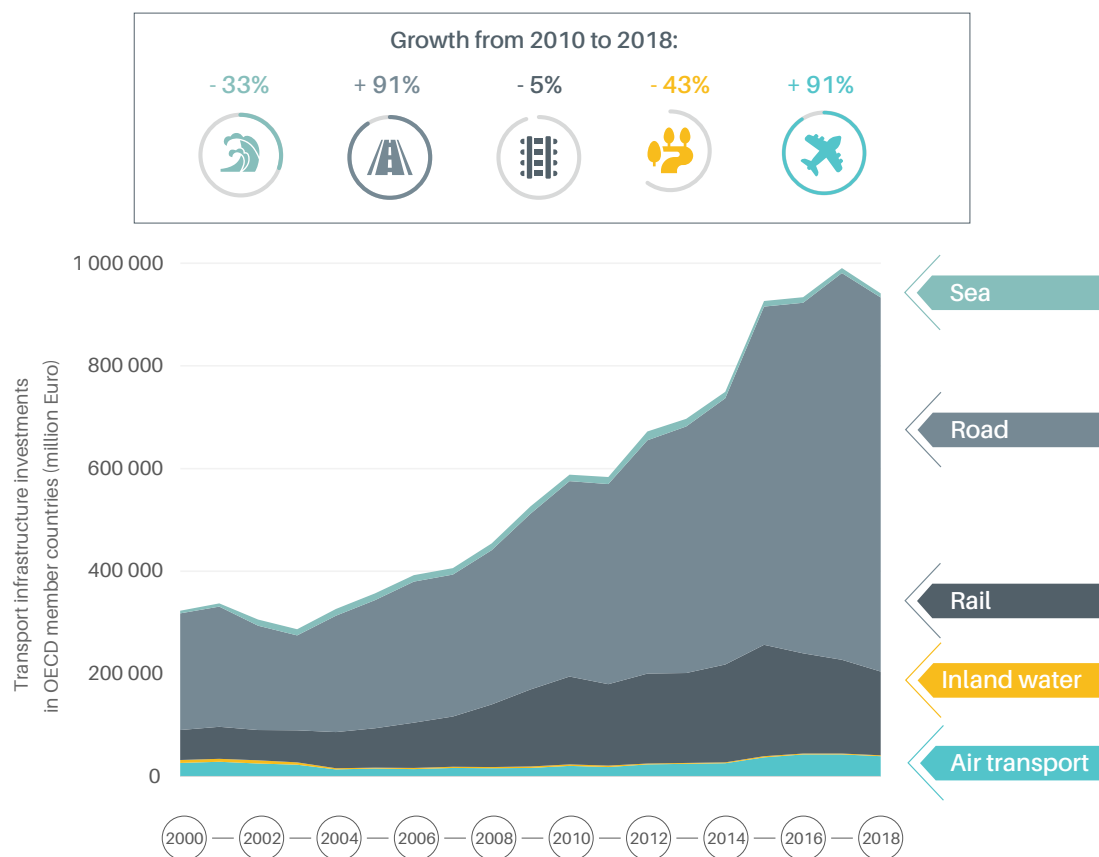 Growth from 2010 to 2018:
- 33%
+ 91%
- 5%
- 43%
+ 91%
Transport infrastructure investments
in OECD member countries (million Euro)
1 000 000
800 000
600 000
400 000
200 000
0
Sea
Road
Rail
Inland water
Air transport
2000 2002 2004 2006 2008 2010 2012 2014 2016 2018